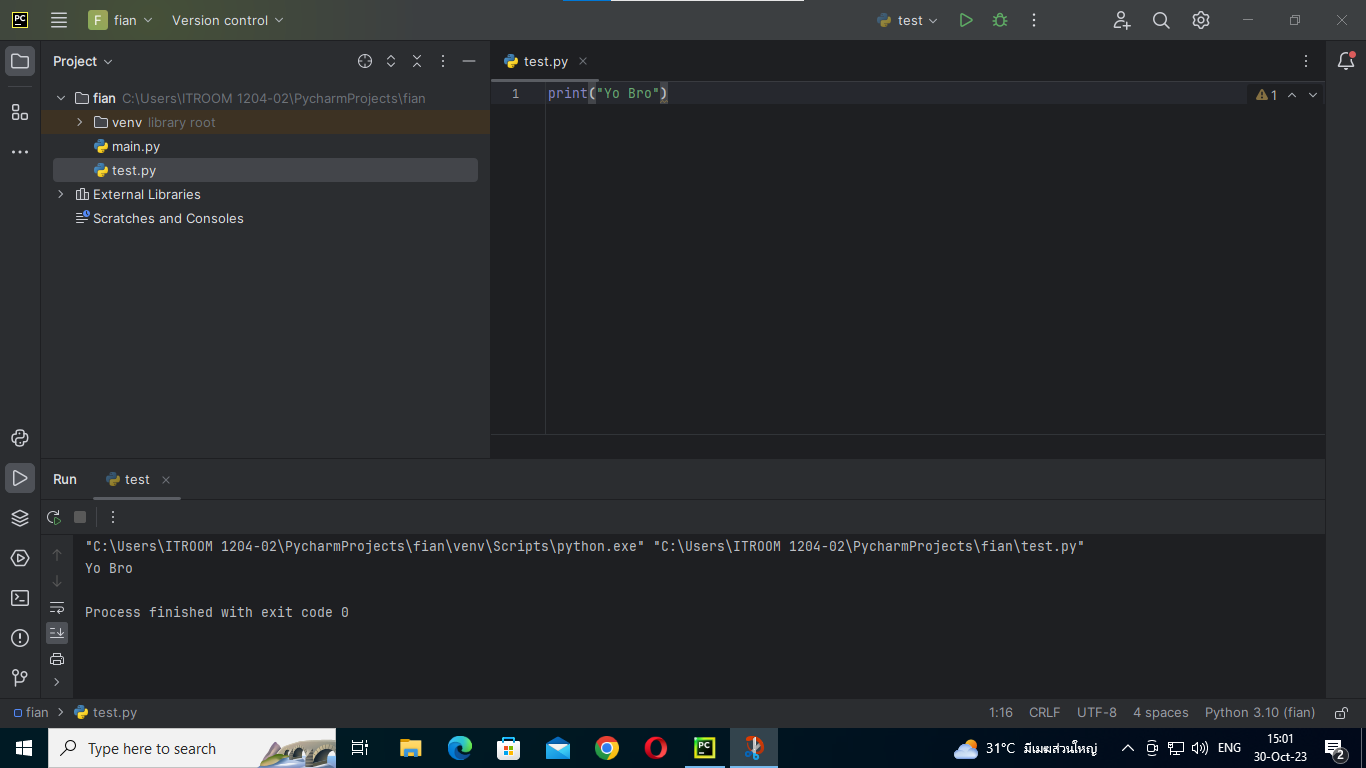 PC
F fian
Version control
test
Project
test.py
fian C:\Users\ITROOM 1204-02\PycharmProjects\fian
venv library root
main.py
test.py
External Libraries
Scratches and Consoles
1 print("Yo Bro")
1
Run
test
"C:\Users\ITROOM 1204-02\PycharmProjects\fian\venv\Scripts\python.exe" "C:\Users\ITROOM 1204-02\PycharmProjects\fian\test.py"
Yo Bro
Process finished with exit code 0
fian
test.py
1:16 CRLF UTF-8 4 spaces Python 3.10 (fian)
Type here to search
PC
31°C มีเมฆส่วนใหญ่
ENG
15:01
30-Oct-23
2